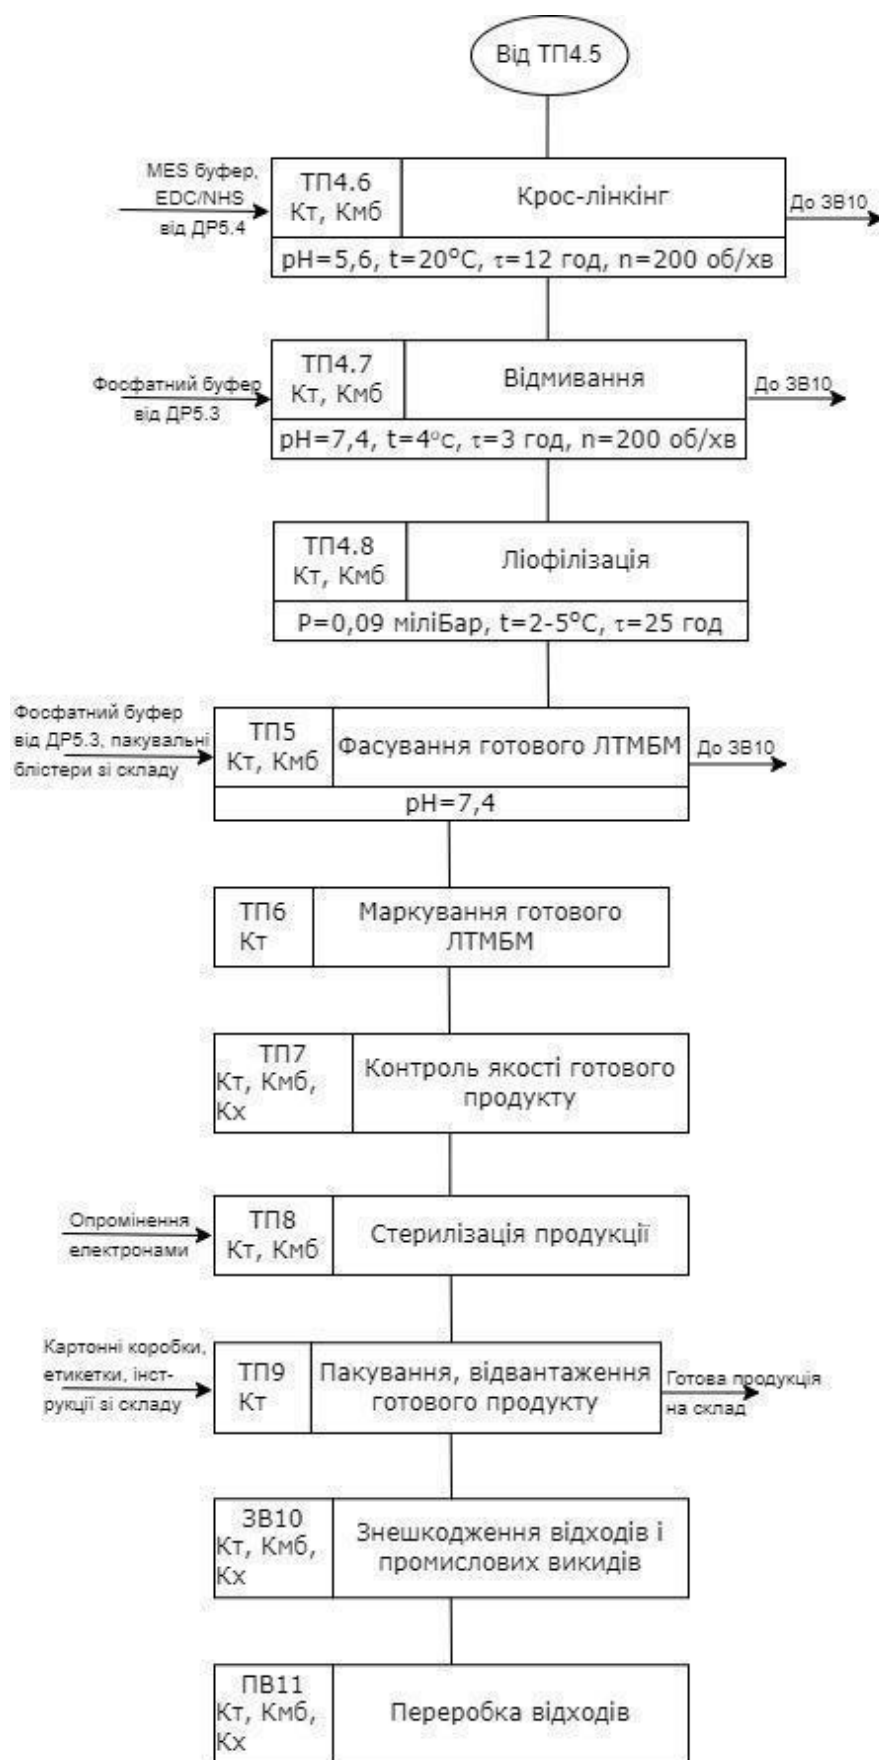 Від ТП4.5
MES буфер,
EDC/NHS
від ДР5.4
ТП4.6
Кт, Кмб
Крос-лінкінг
До ЗВ10
pH=5,6, t=20°C, τ=12 год, n=200 об/хв
Фосфатний буфер
від ДР5.3
ТП4.7
Кт, Кмб
Відмивання
До ЗВ10
pH=7,4, t=4°с, τ=3 год, n=200 об/хв
ТП4.8
Кт, Кмб
Ліофілізація
P=0,09 міліБар, t=2-5°C, τ=25 год
Фосфатний буфер
від ДР5.3, пакувальні
блістери зі складу
ТП5
Кт, Кмб
Фасування готового ЛТМБМ
До ЗВ10
pH=7,4
ТП6
Кт
Маркування готового
ЛТМБМ
ТП7
Кт, Кмб,
Кх
Контроль якості готового
продукту
Опромінення
електронами
ТП8
Кт, Кмб
Стерилізація продукції
Картонні коробки,
етикетки, інст-
рукції зі складу
ТП9
Кт
Пакування, відвантаження
готового продукту
Готова продукція
на склад
ЗВ10
Кт, Кмб,
Кх
Знешкодження відходів і
промислових викидів
ПВ11
Кт, Кмб,
Кх
Переробка відходів